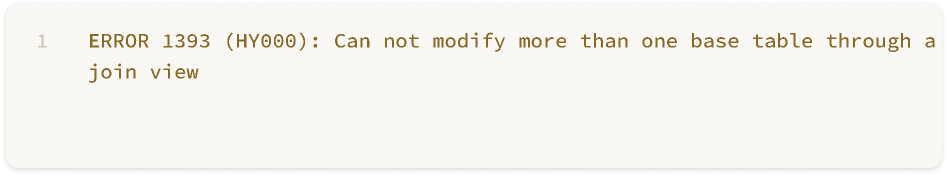 1 ERROR 1393 (HY000): Can not modify more than one base table through a
join view